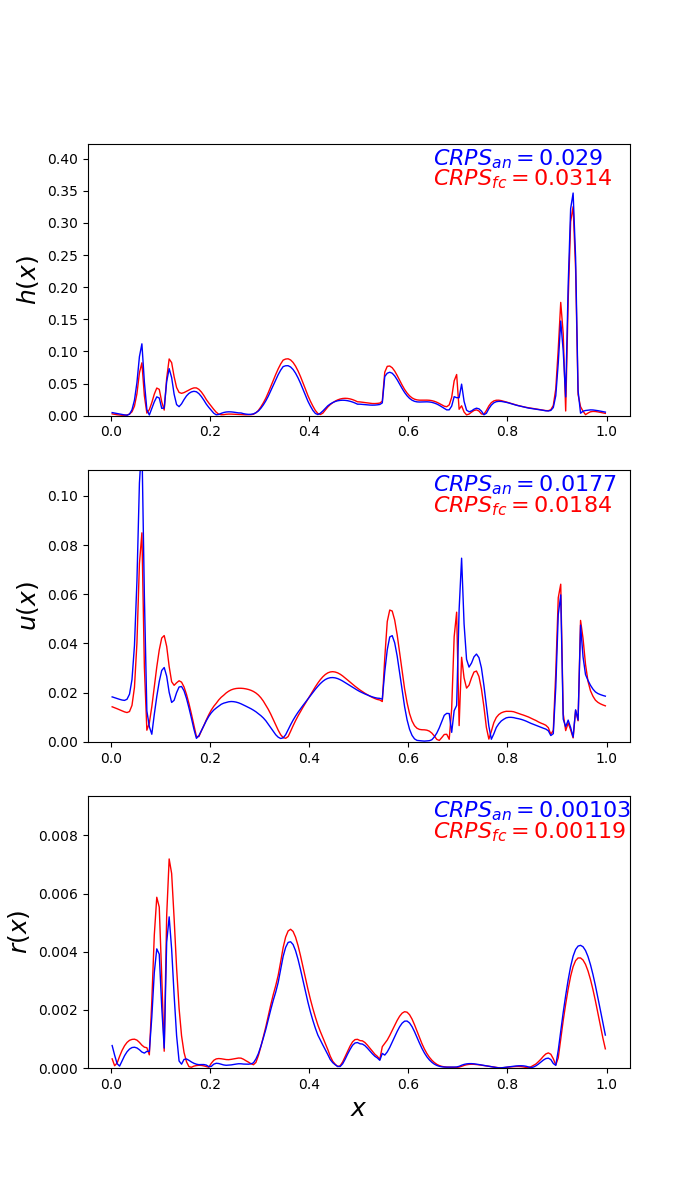 CRPS_an = 0.029
CRPS_fc = 0.0314
0.40
0.35
0.30
0.25
0.20
0.15
0.10
0.05
0.00
h(x)
0.0 0.2 0.4 0.6 0.8 1.0
CRPS_an = 0.0177
CRPS_fc = 0.0184
0.10
0.08
0.06
0.04
0.02
0.00
u(x)
0.0 0.2 0.4 0.6 0.8 1.0
CRPS_an = 0.00103
CRPS_fc = 0.00119
0.008
0.006
0.004
0.002
0.000
r(x)
0.0 0.2 0.4 0.6 0.8 1.0
x